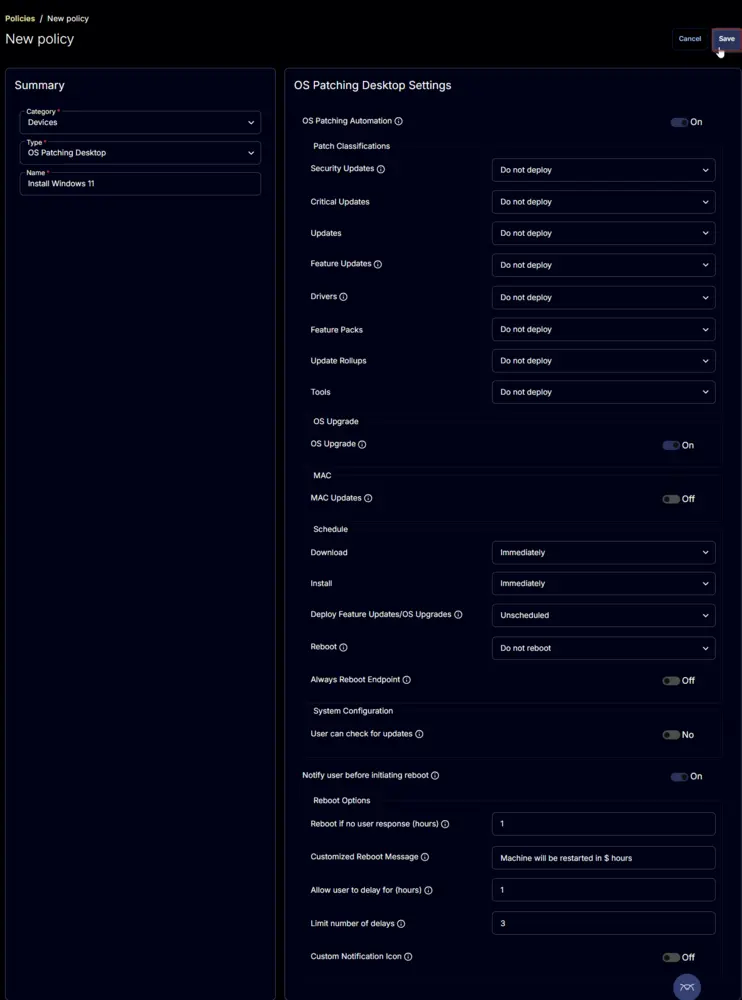 Policies / New policy
New policy
Cancel
Save
Summary
Category *
Devices
Type *
OS Patching Desktop
Name *
Install Windows 11
OS Patching Desktop Settings
OS Patching Automation
On
Patch Classifications
Security Updates
Do not deploy
Critical Updates
Do not deploy
Updates
Do not deploy
Feature Updates
Do not deploy
Drivers
Do not deploy
Feature Packs
Do not deploy
Update Rollups
Do not deploy
Tools
Do not deploy
OS Upgrade
OS Upgrade
On
MAC
MAC Updates
Off
Schedule
Download
Immediately
Install
Immediately
Deploy Feature Updates/OS Upgrades
Unscheduled
Reboot
Do not reboot
Always Reboot Endpoint
Off
System Configuration
User can check for updates
No
Notify user before initiating reboot
On
Reboot Options
Reboot if no user response (hours)
1
Customized Reboot Message
Machine will be restarted in $ hours
Allow user to delay for (hours)
1
Limit number of delays
3
Custom Notification Icon
Off